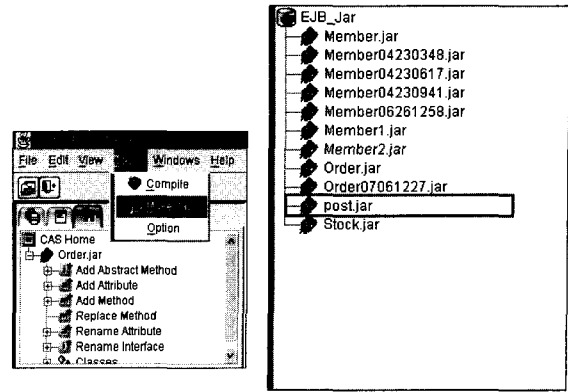 File Edit View Windows Help
Compile
Option
CAS Home
Order.jar
Add Abstract Method
Add Attribute
Add Method
Replace Method
Rename Attribute
Rename Interface
Classes
EJB_Jar
Member.jar
Member04230348.jar
Member04230617.jar
Member04230941.jar
Member06261258.jar
Member1.jar
Member2.jar
Order.jar
Order07061227.jar
post.jar
Stock.jar